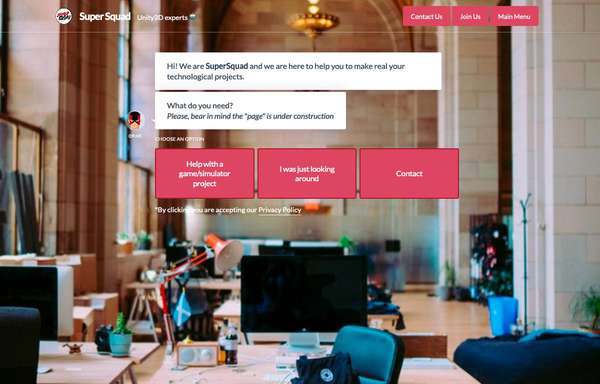 Super Squad
Unity3D experts
Contact Us
Join Us
Main Menu
Hi! We are SuperSquad and we are here to help you to make real your
technological projects.
What do you need?
Please, bear in mind the "page" is under construction
CHOOSE AN OPTION
Help with a
game/simulator
project
I was just looking
around
Contact
*By clicking you are accepting our Privacy Policy